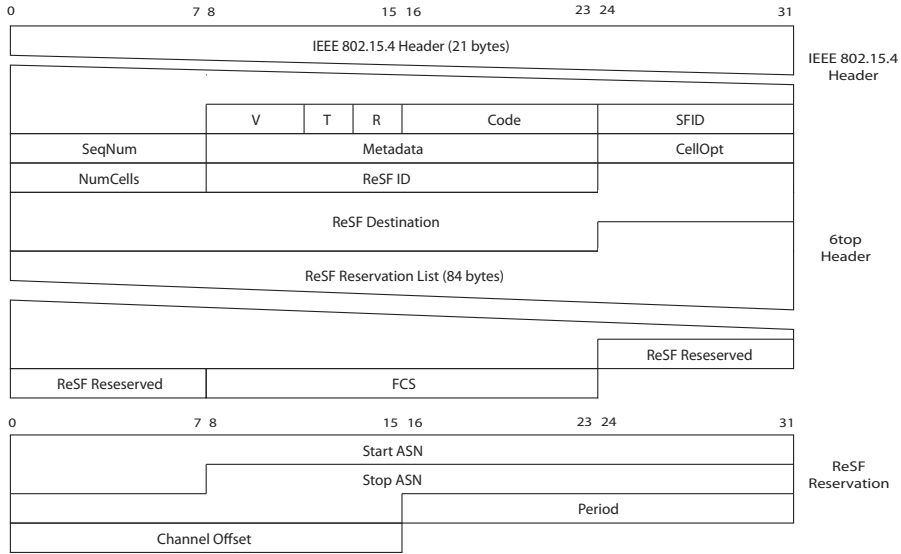 0 7 8 15 16 23 24 31
IEEE 802.15.4 Header (21 bytes)
IEEE 802.15.4
Header
V T R Code SFID
SeqNum Metadata CellOpt
NumCells ReSF ID
ReSF Destination
6top
Header
ReSF Reservation List (84 bytes)
ReSF Reseserved
ReSF Reseserved FCS
0 7 8 15 16 23 24 31
Start ASN
Stop ASN
ReSF
Reservation
Period
Channel Offset